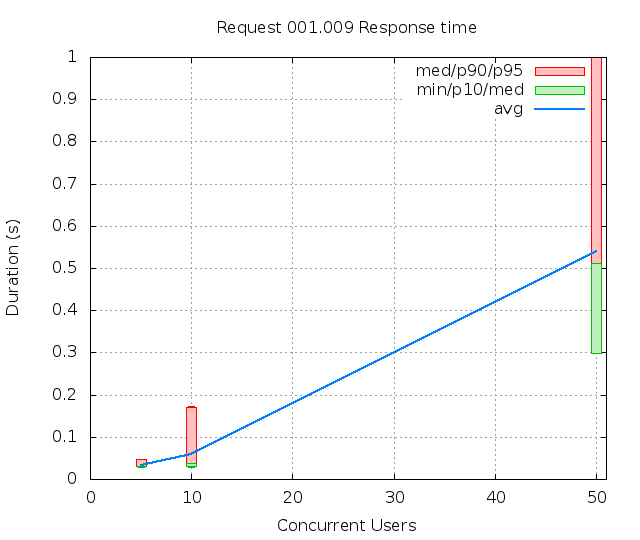 Request 001.009 Response time
med/p90/p95
min/p10/med
avg
Duration (s)
1
0.9
0.8
0.7
0.6
0.5
0.4
0.3
0.2
0.1
0
0 10 20 30 40 50
Concurrent Users